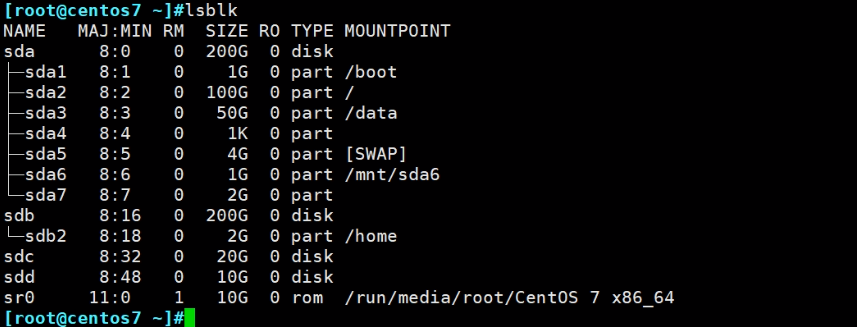 [root@centos7 ~]#lsblk
NAME   MAJ:MIN RM  SIZE RO TYPE MOUNTPOINT
sda      8:0    0  200G  0 disk
├─sda1   8:1    0    1G  0 part /boot
├─sda2   8:2    0  100G  0 part /
├─sda3   8:3    0   50G  0 part /data
├─sda4   8:4    0    1K  0 part
├─sda5   8:5    0    4G  0 part [SWAP]
├─sda6   8:6    0    1G  0 part /mnt/sda6
└─sda7   8:7    0    2G  0 part
sdb      8:16   0  200G  0 disk
└─sdb2   8:18   0    2G  0 part /home
sdc      8:32   0   20G  0 disk
sdd      8:48   0   10G  0 disk
sr0     11:0    1   10G  0 rom  /run/media/root/CentOS 7 x86_64
[root@centos7 ~]#